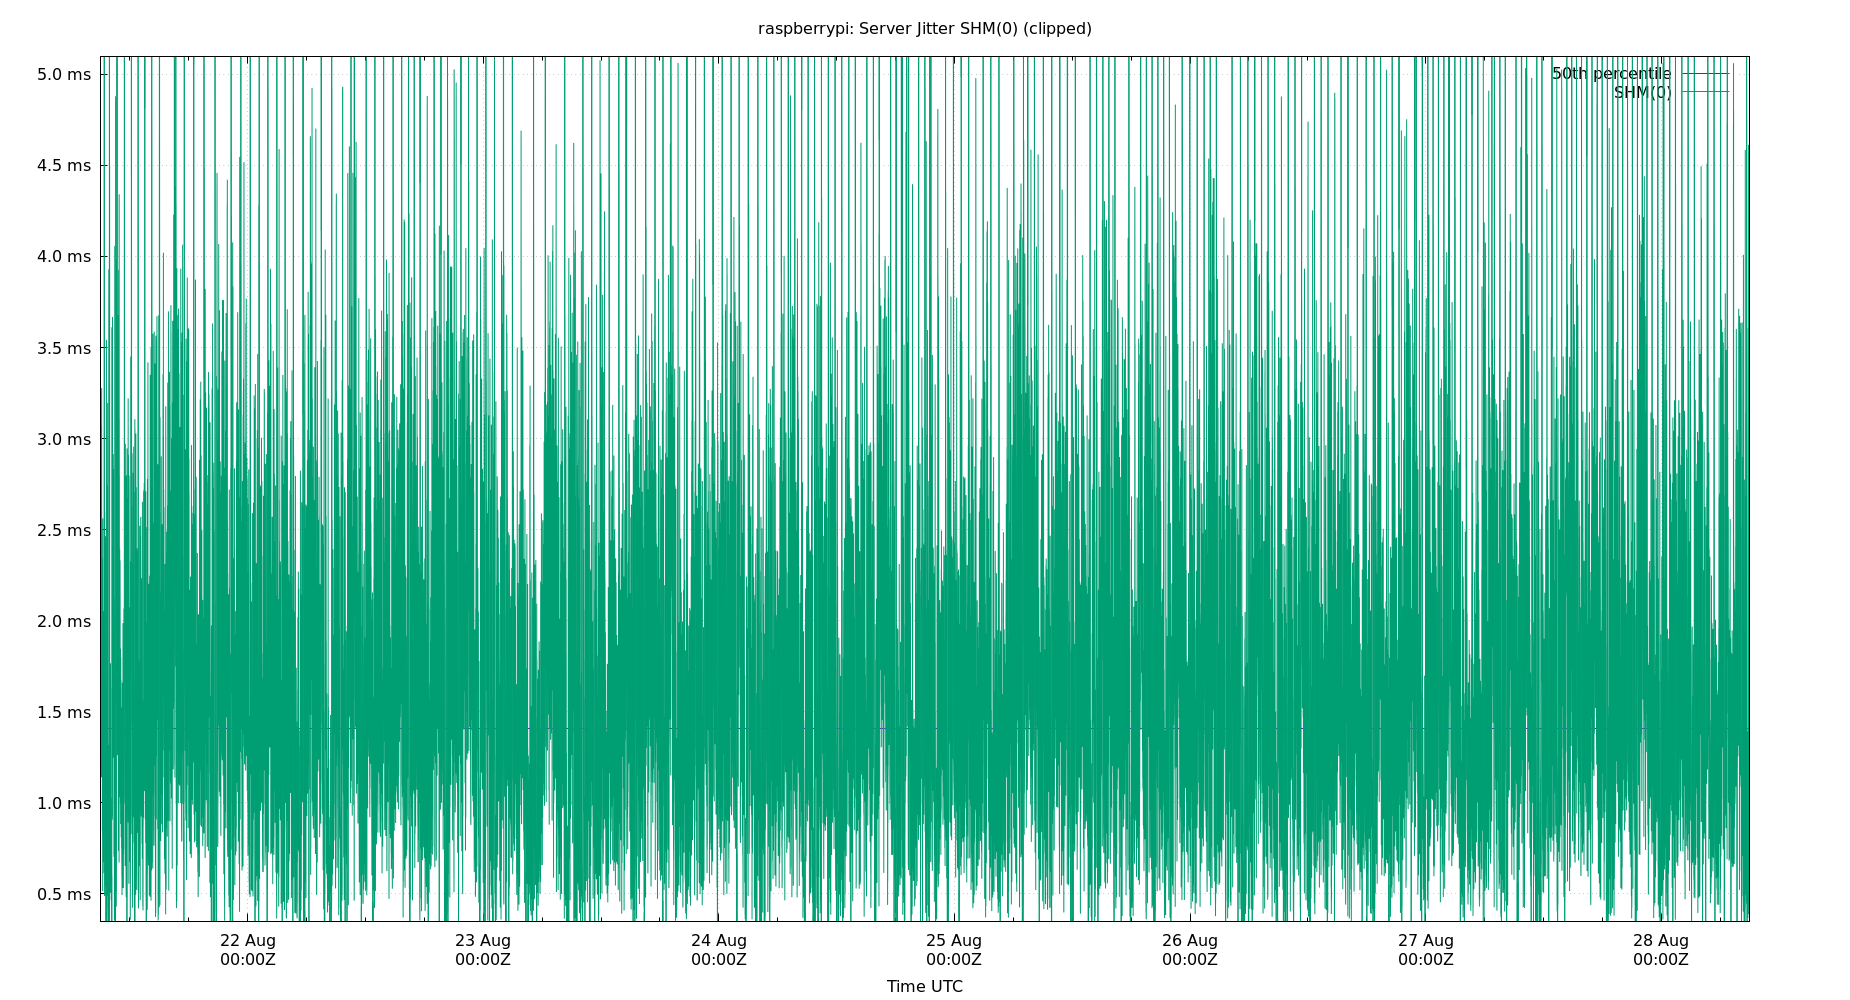 raspberrypi: Server Jitter SHM(0) (clipped)
5.0 ms
50th percentile
SHM(0)
4.5 ms
4.0 ms
3.5 ms
3.0 ms
2.5 ms
2.0 ms
1.5 ms
1.0 ms
0.5 ms
22 Aug 23 Aug 24 Aug 25 Aug 26 Aug 27 Aug 28 Aug
00:00Z 00:00Z 00:00Z 00:00Z 00:00Z 00:00Z 00:00Z
Time UTC